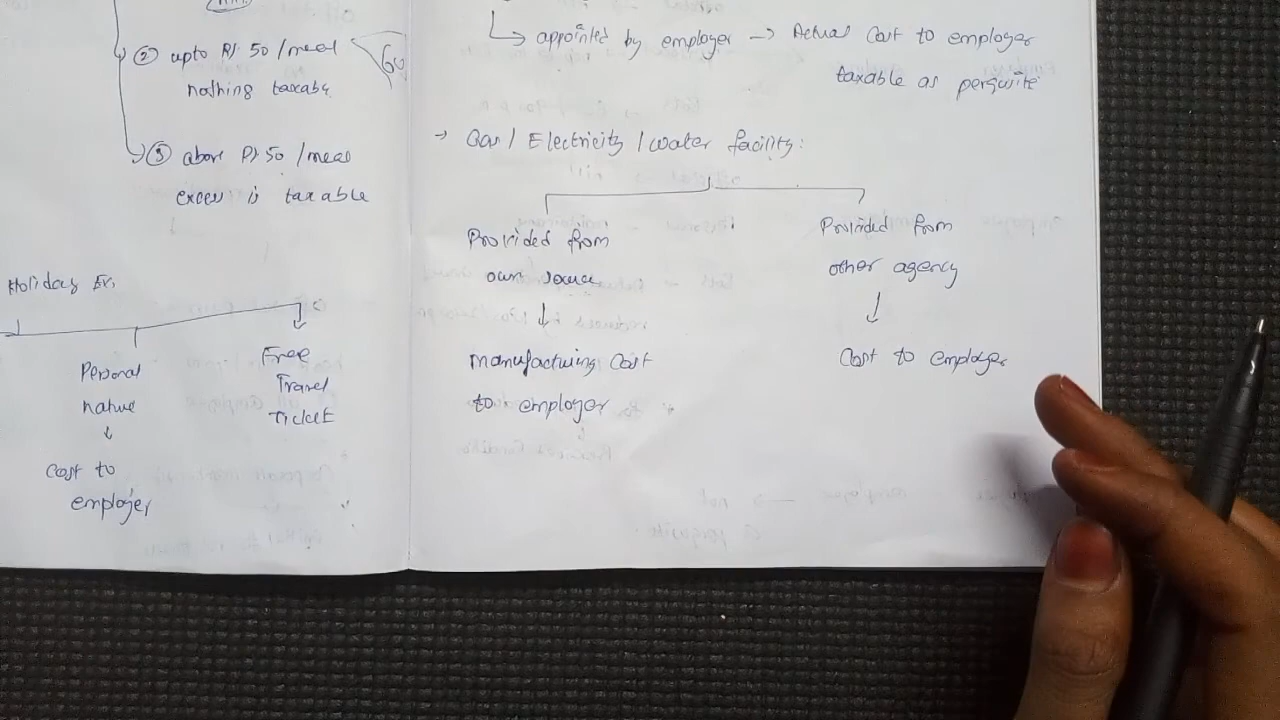 ② upto Rs 50 / meal
nothing taxable
③ above Rs 50 / meal
excess is taxable
Holiday Ex,
Personal
nature
↓
Cost to
employer
Free
Travel
Ticket
↳ appointed by employer → Actual Cost to employer
taxable as perquisite
→ Gas / Electricity / water facility:
Provided from
own source
↓
manufacturing Cost
to employer
Provided from
other agency
↓
Cost to employer